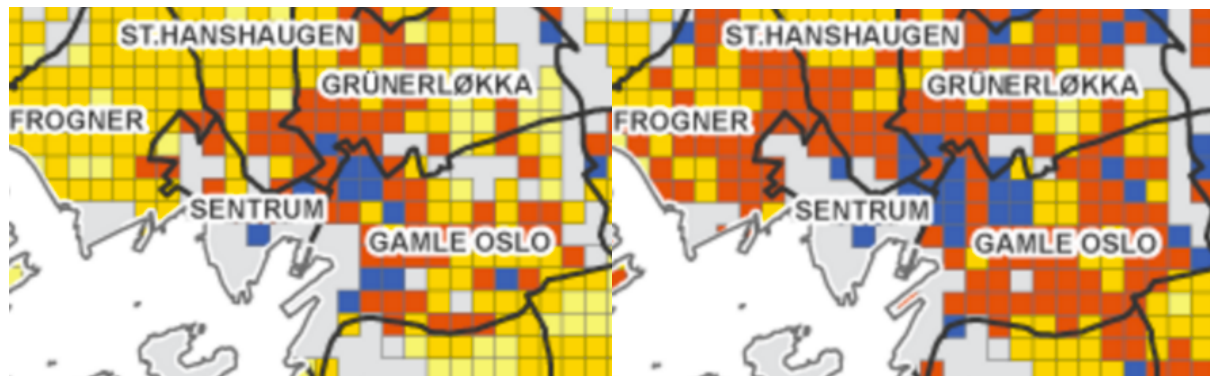 ST.HANSHAUGEN
GRÜNERLØKKA
FROGNER
SENTRUM
GAMLE OSLO
ST.HANSHAUGEN
GRÜNERLØKKA
FROGNER
SENTRUM
GAMLE OSLO